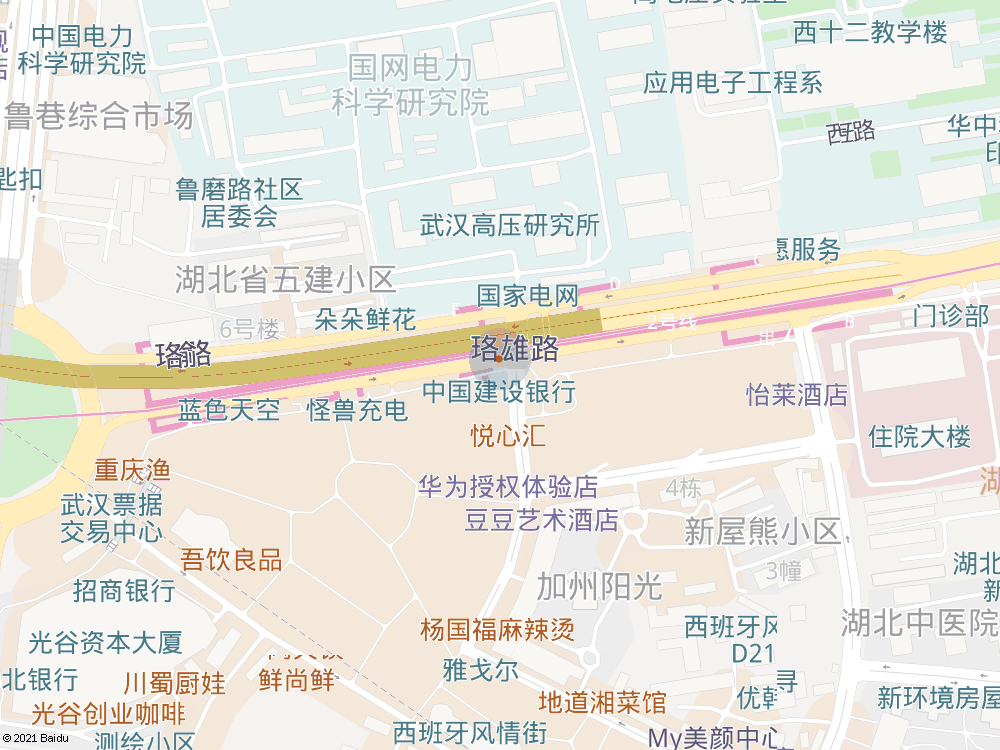 中国电力
科学研究院
国网电力
科学研究院
西十二教学楼
应用电子工程系
鲁巷综合市场
西路
鲁磨路社区
居委会
武汉高压研究所
湖北省五建小区
国家电网
6号楼
朵朵鲜花
E
D
2号线
A
B
门诊部
珞雄路
中国建设银行
怡莱酒店
蓝色天空
怪兽充电
悦心汇
住院大楼
重庆渔
华为授权体验店
4栋
武汉票据
交易中心
豆豆艺术酒店
新屋熊小区
吾饮良品
3幢
招商银行
加州阳光
湖北中医院
杨国福麻辣烫
西班牙风
D21
光谷资本大厦
雅戈尔
川蜀厨娃
鲜尚鲜
地道湘菜馆
新环境房屋
光谷创业咖啡
测绘小区
西班牙风情街
My美颜中心
© 2021 Baidu